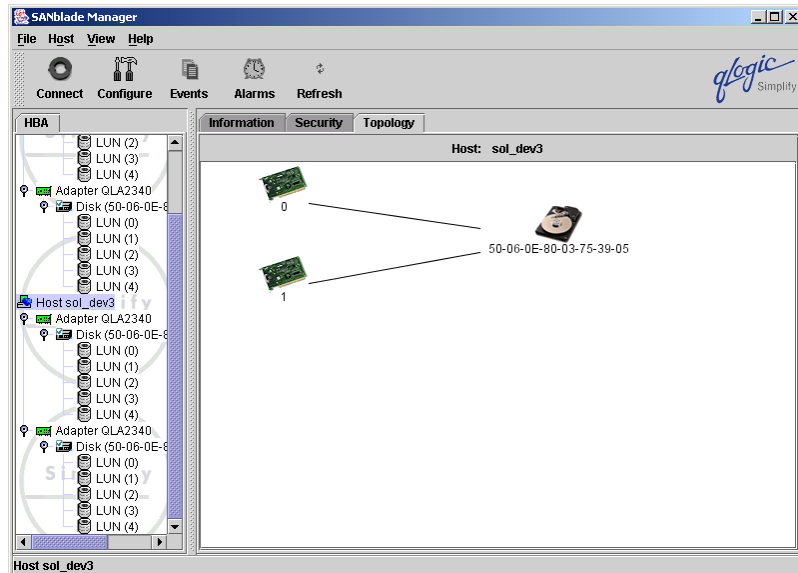 SANblade Manager
File Host View Help
Connect Configure Events Alarms Refresh
qlogic
Simplify
HBA
Information Security Topology
Host: sol_dev3
LUN (2)
LUN (3)
LUN (4)
Adapter QLA2340
Disk (50-06-0E-8
LUN (0)
LUN (1)
LUN (2)
LUN (3)
LUN (4)
Host sol_dev3
Adapter QLA2340
Disk (50-06-0E-8
LUN (0)
LUN (1)
LUN (2)
LUN (3)
LUN (4)
Adapter QLA2340
Disk (50-06-0E-8
LUN (0)
LUN (1)
LUN (2)
LUN (3)
LUN (4)
0
50-06-0E-80-03-75-39-05
1
Host sol_dev3